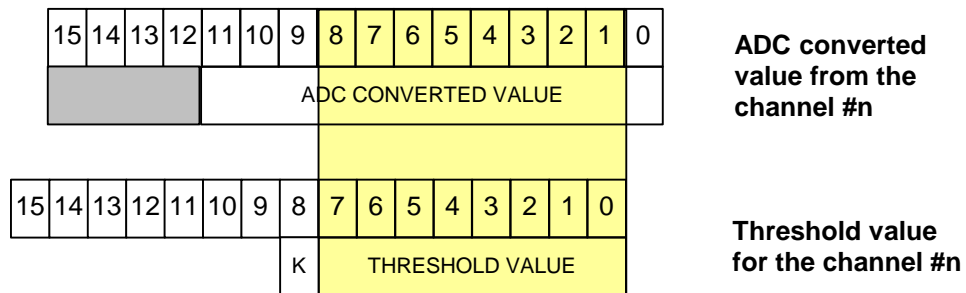 15 14 13 12 11 10 9 8 7 6 5 4 3 2 1 0
ADC CONVERTED VALUE
ADC converted
value from the
channel #n
15 14 13 12 11 10 9 8 7 6 5 4 3 2 1 0
K THRESHOLD VALUE
Threshold value
for the channel #n